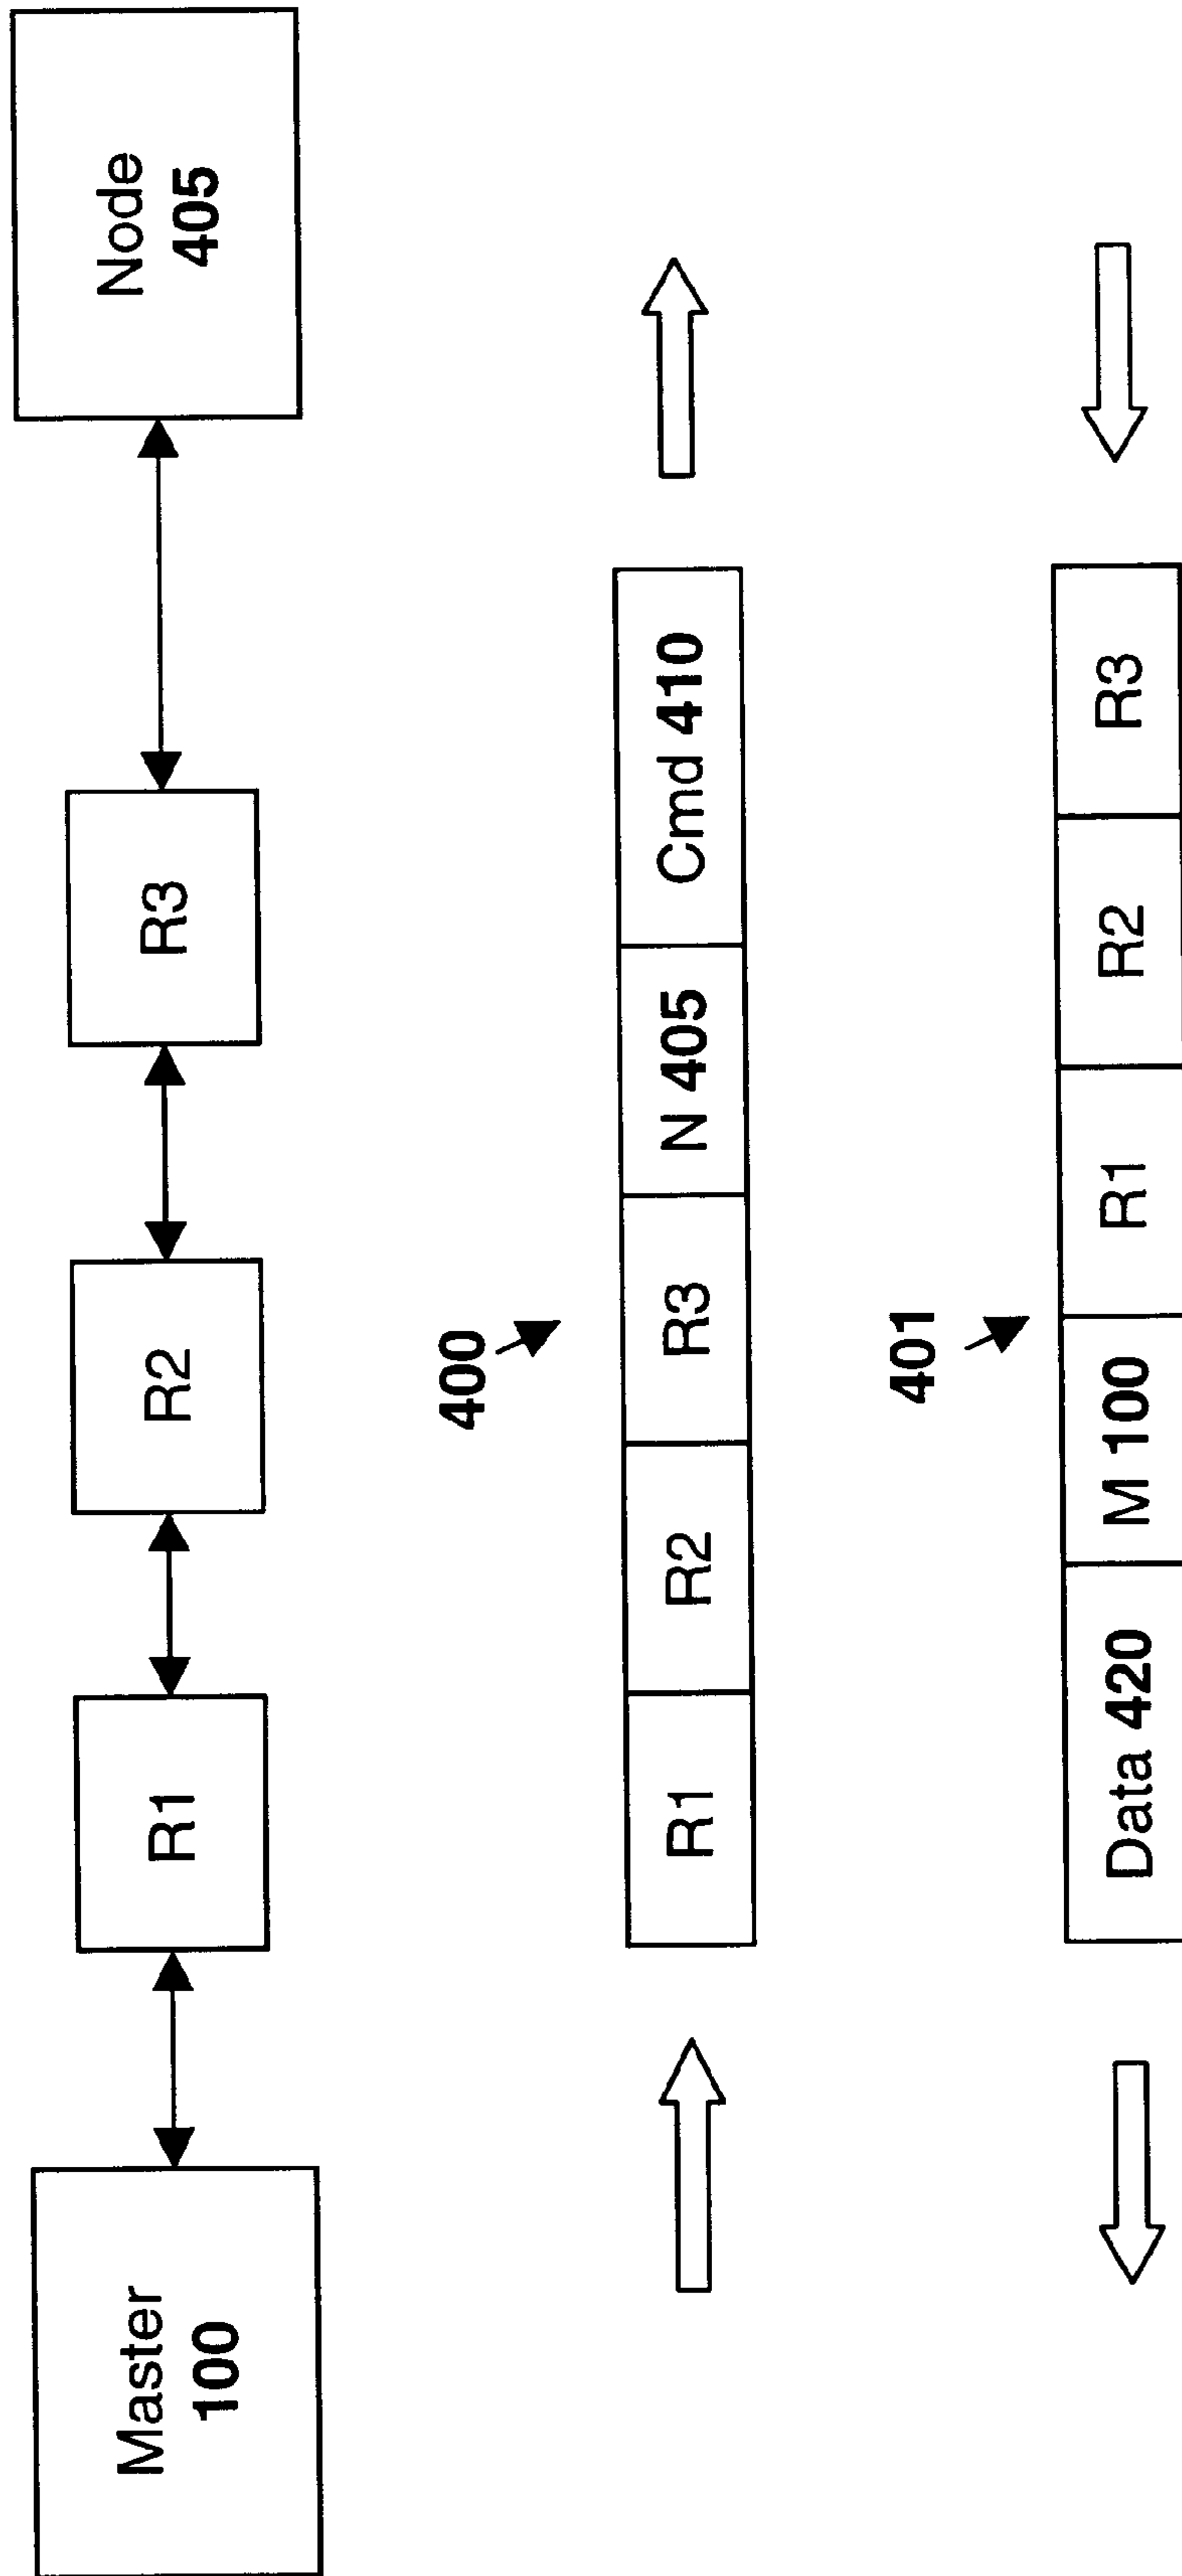 Master
100
R1
R2
R3
Node
405
400
R1
R2
R3
N 405
Cmd 410
401
Data 420
M 100
R1
R2
R3